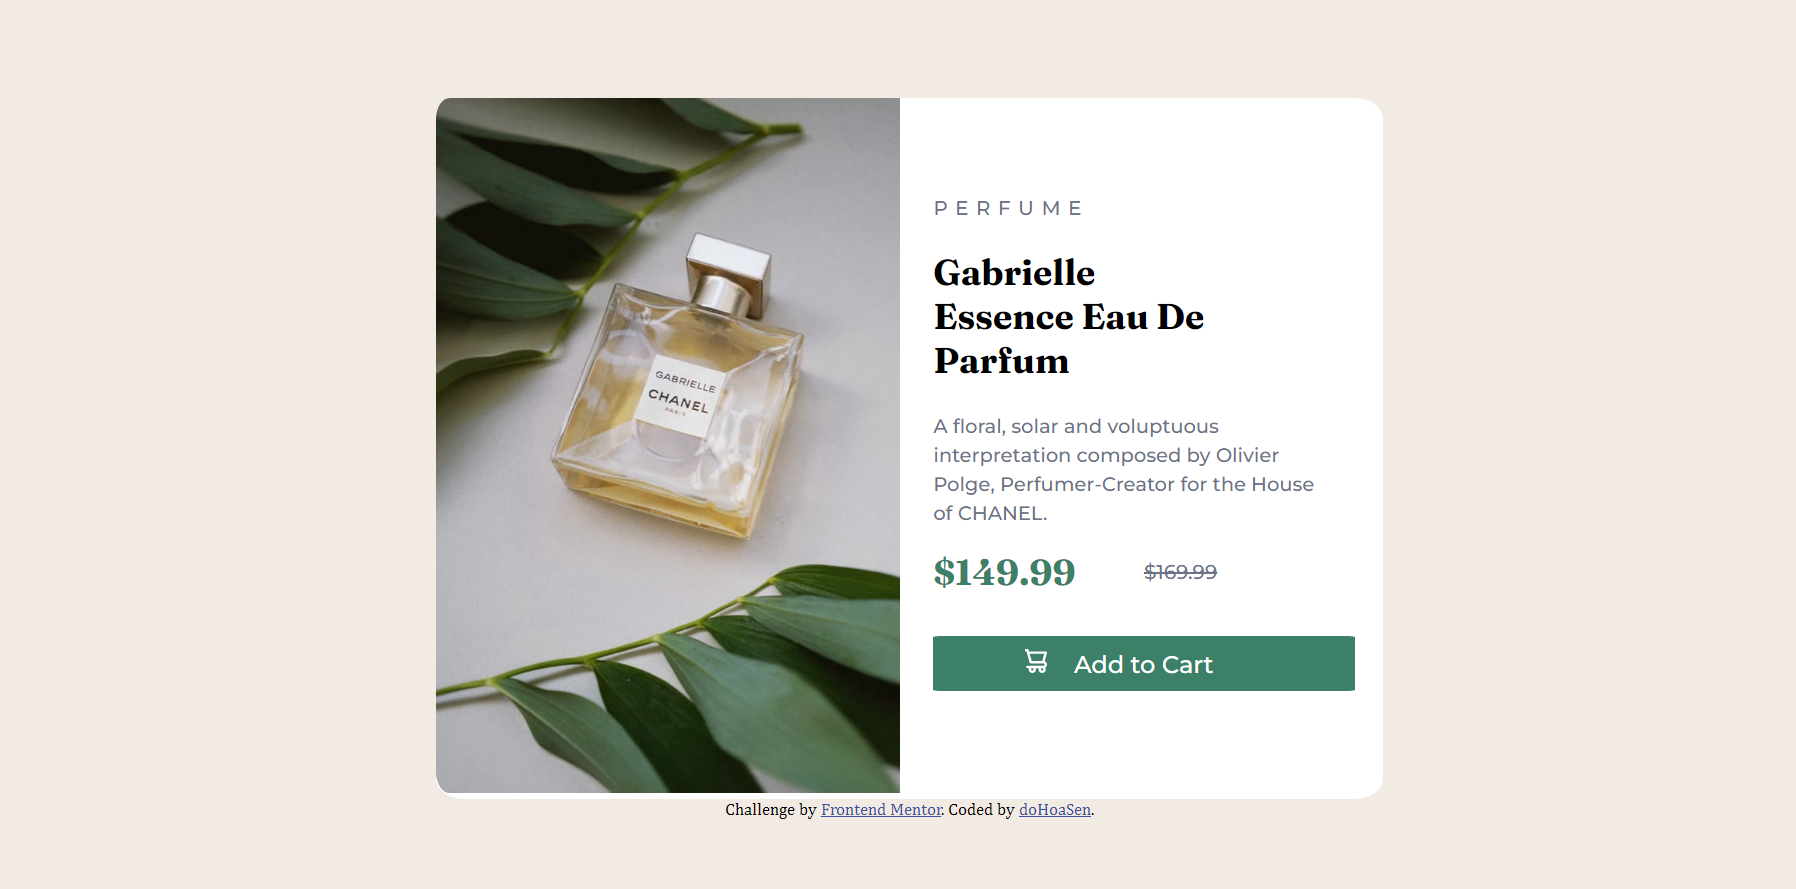 GABRIELLE
CHANEL
PARIS
PERFUME
Gabrielle
Essence Eau De
Parfum
A floral, solar and voluptuous
interpretation composed by Olivier
Polge, Perfumer-Creator for the House
of CHANEL.
$149.99 $169.99
Add to Cart
Challenge by Frontend Mentor. Coded by doHoaSen.